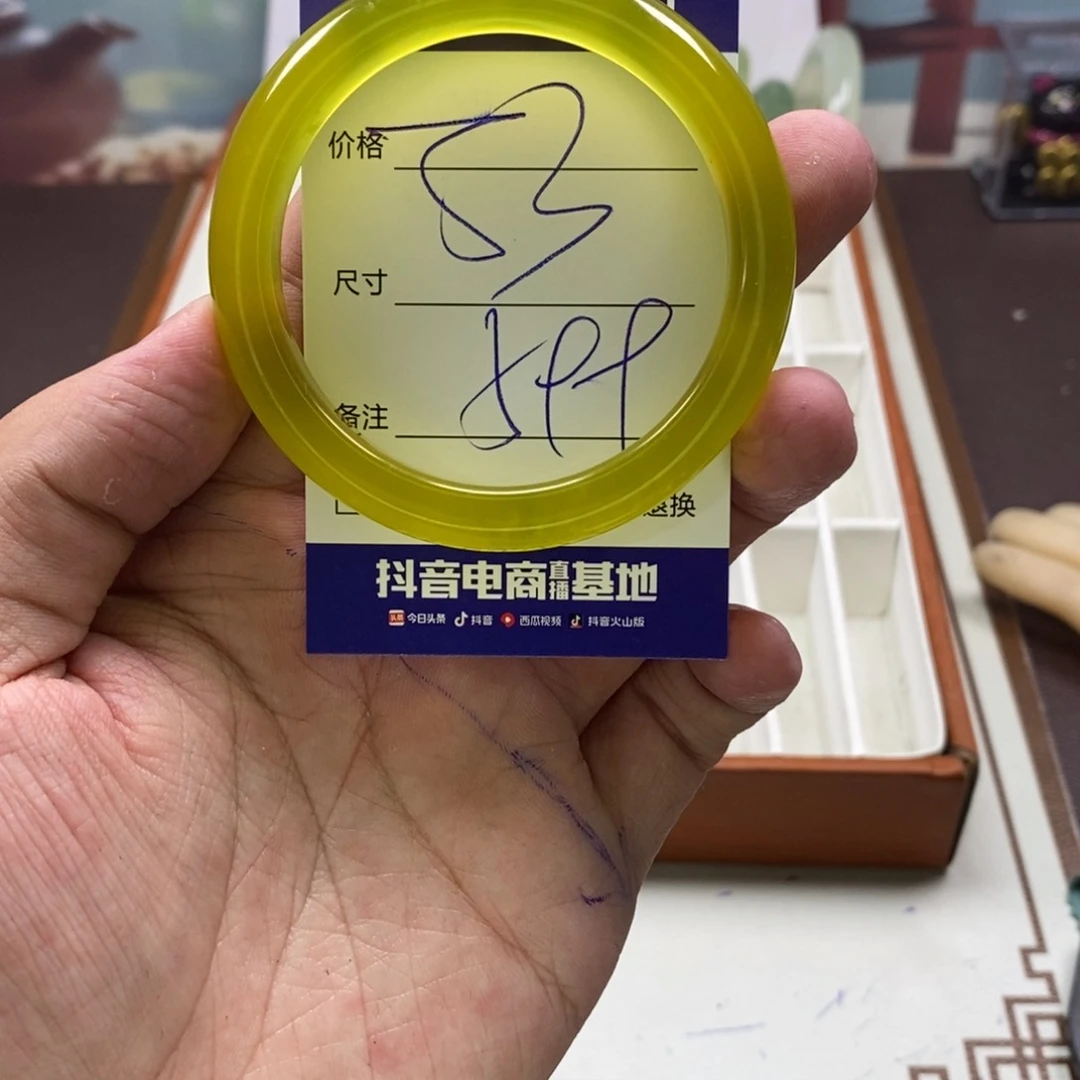 价格
尺寸
备注
退换
抖音电商直播基地
今日头条 抖音 西瓜视频 抖音火山版